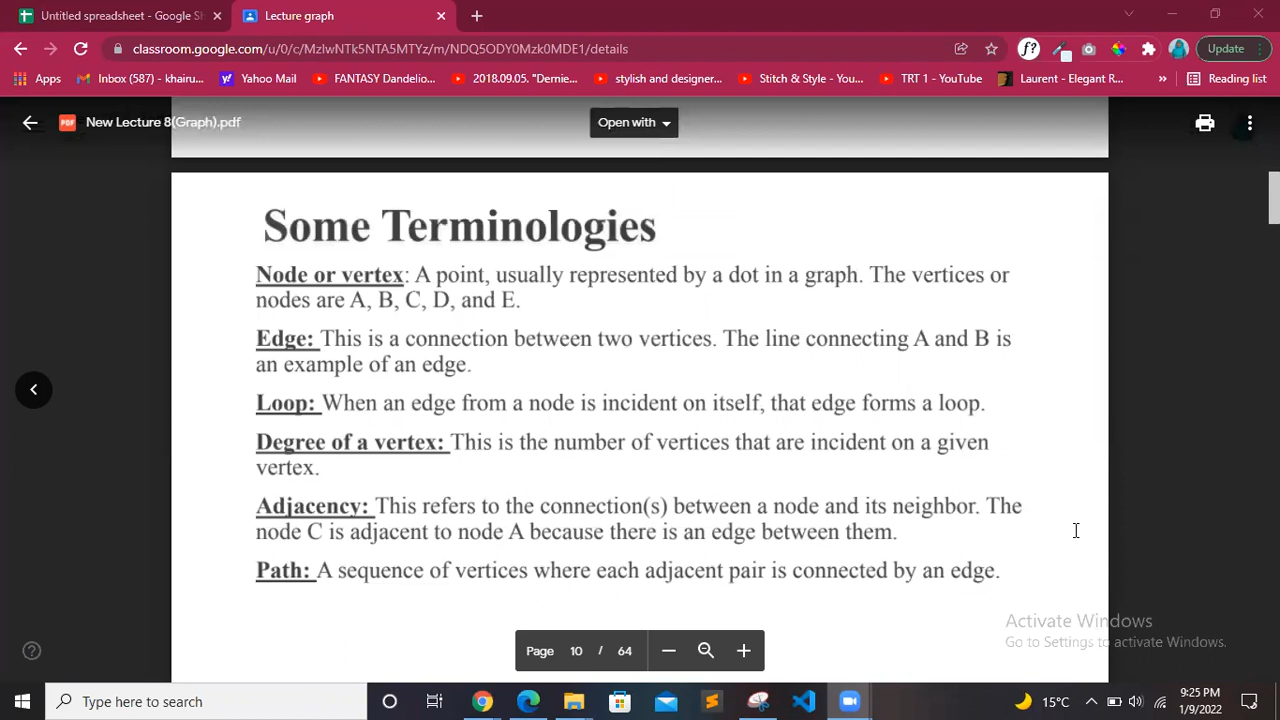 Untitled spreadsheet - Google Sh
Lecture graph
classroom.google.com/u/0/c/MzIwNTk5NTA5MTYz/m/NDQ5ODY0Mzk0MDE1/details
Update
Apps
Inbox (587) - khairu...
Yahoo Mail
FANTASY Dandelio...
2018.09.05. "Dernie...
stylish and designer...
Stitch & Style - You...
TRT 1 - YouTube
Laurent - Elegant R...
»
Reading list
PDF
New Lecture 8(Graph).pdf
Open with
Some Terminologies
Node or vertex: A point, usually represented by a dot in a graph. The vertices or
nodes are A, B, C, D, and E.
Edge: This is a connection between two vertices. The line connecting A and B is
an example of an edge.
Loop: When an edge from a node is incident on itself, that edge forms a loop.
Degree of a vertex: This is the number of vertices that are incident on a given
vertex.
Adjacency: This refers to the connection(s) between a node and its neighbor. The
node C is adjacent to node A because there is an edge between them.
Path: A sequence of vertices where each adjacent pair is connected by an edge.
Activate Windows
Go to Settings to activate Windows.
Page 10 / 64
Type here to search
15°C
9:25 PM
1/9/2022